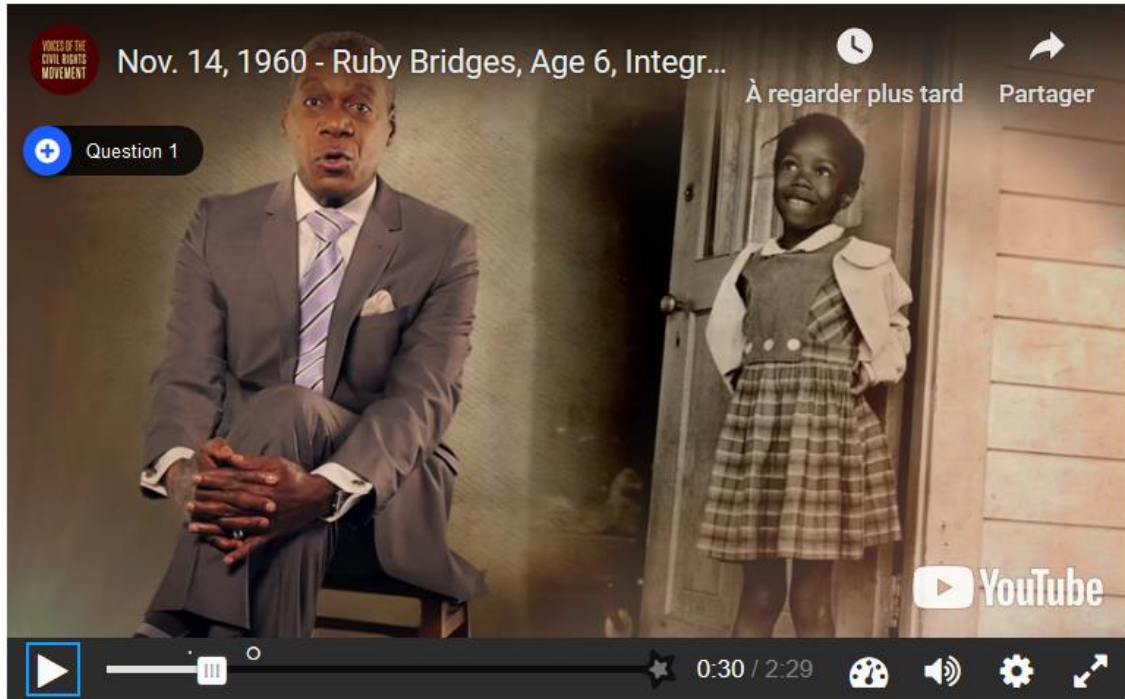 VOICES OF THE
CIVIL RIGHTS
MOVEMENT
Nov. 14, 1960 - Ruby Bridges, Age 6, Integr...
À regarder plus tard
Partager
Question 1
YouTube
0:30 / 2:29